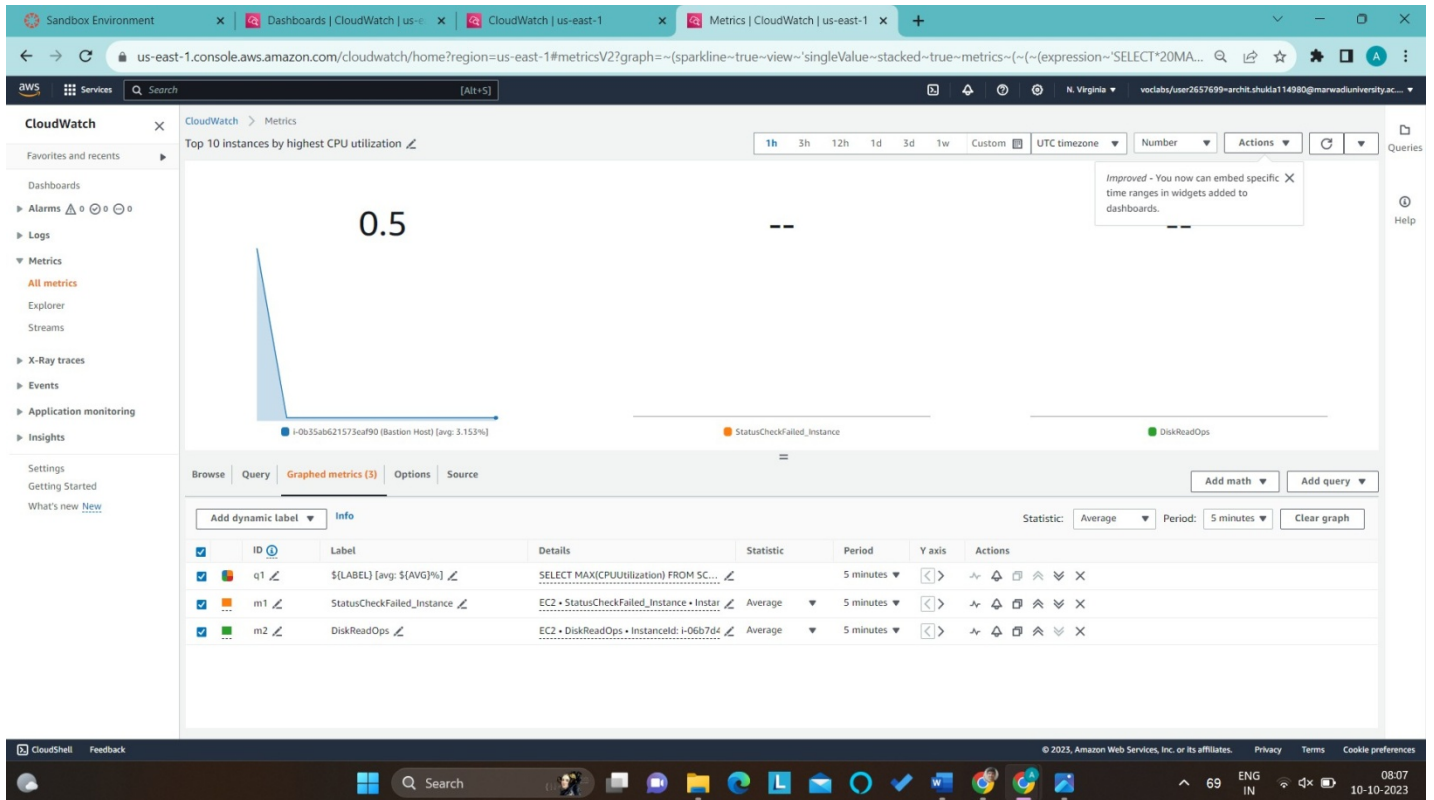 Sandbox Environment
Dashboards | CloudWatch | us-e
CloudWatch | us-east-1
Metrics | CloudWatch | us-east-1
us-east-1.console.aws.amazon.com/cloudwatch/home?region=us-east-1#metricsV2?graph=~(sparkline~true~view~'singleValue~stacked~true~metrics~(~(~(expression~'SELECT*20MA...
A
aws
Services
Search
[Alt+S]
N. Virginia
voclabs/user2657699=archit.shukla114980@marwadiuniversity.ac....
CloudWatch
Favorites and recents
Dashboards
Alarms 0 0 0
Logs
Metrics
All metrics
Explorer
Streams
X-Ray traces
Events
Application monitoring
Insights
Settings
Getting Started
What's new New
CloudWatch > Metrics
Top 10 instances by highest CPU utilization
1h 3h 12h 1d 3d 1w Custom
UTC timezone
Number
Actions
Improved - You now can embed specific
time ranges in widgets added to
dashboards.
Queries
Help
0.5
--
--
i-0b35ab621573eaf90 (Bastion Host) [avg: 3.153%]
StatusCheckFailed_Instance
DiskReadOps
Browse Query Graphed metrics (3) Options Source
Add math
Add query
Add dynamic label
Info
Statistic: Average
Period: 5 minutes
Clear graph
ID Label Details Statistic Period Y axis Actions
q1 ${LABEL} [avg: ${AVG}%] SELECT MAX(CPUUtilization) FROM SC... 5 minutes < >
m1 StatusCheckFailed_Instance EC2 • StatusCheckFailed_Instance • Instar Average 5 minutes < >
m2 DiskReadOps EC2 • DiskReadOps • InstanceId: i-06b7d4 Average 5 minutes < >
CloudShell Feedback
© 2023, Amazon Web Services, Inc. or its affiliates. Privacy Terms Cookie preferences
Search
69
ENG
IN
08:07
10-10-2023